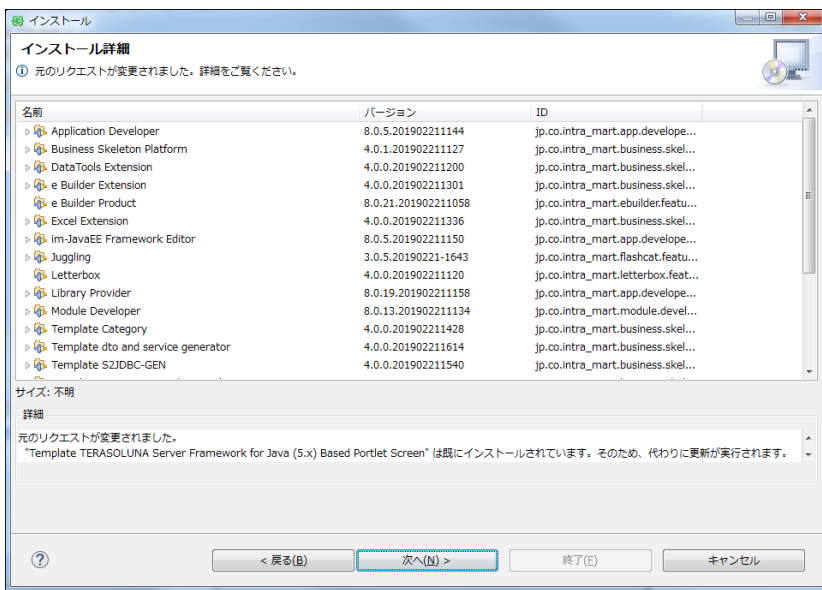 インストール
インストール詳細
元のリクエストが変更されました。詳細をご覧ください。
名前 バージョン ID
Application Developer 8.0.5.201902211144 jp.co.intra_mart.app.develope...
Business Skeleton Platform 4.0.1.201902211127 jp.co.intra_mart.business.skel...
DataTools Extension 4.0.0.201902211200 jp.co.intra_mart.business.skel...
e Builder Extension 4.0.0.201902211301 jp.co.intra_mart.business.skel...
e Builder Product 8.0.21.201902211058 jp.co.intra_mart.ebuilder.featu...
Excel Extension 4.0.0.201902211336 jp.co.intra_mart.business.skel...
im-JavaEE Framework Editor 8.0.5.201902211150 jp.co.intra_mart.app.develope...
Juggling 3.0.5.20190221-1643 jp.co.intra_mart.flashcat.featu...
Letterbox 4.0.0.201902211120 jp.co.intra_mart.letterbox.feat...
Library Provider 8.0.19.201902211158 jp.co.intra_mart.app.develope...
Module Developer 8.0.13.201902211134 jp.co.intra_mart.module.devel...
Template Category 4.0.0.201902211428 jp.co.intra_mart.business.skel...
Template dto and service generator 4.0.0.201902211614 jp.co.intra_mart.business.skel...
Template S2JDBC-GEN 4.0.0.201902211540 jp.co.intra_mart.business.skel...
サイズ: 不明
詳細
元のリクエストが変更されました。
"Template TERASOLUNA Server Framework for Java (5.x) Based Portlet Screen" は既にインストールされています。そのため、代わりに更新が実行されます。
< 戻る(B) 次へ(N) > 終了(F) キャンセル